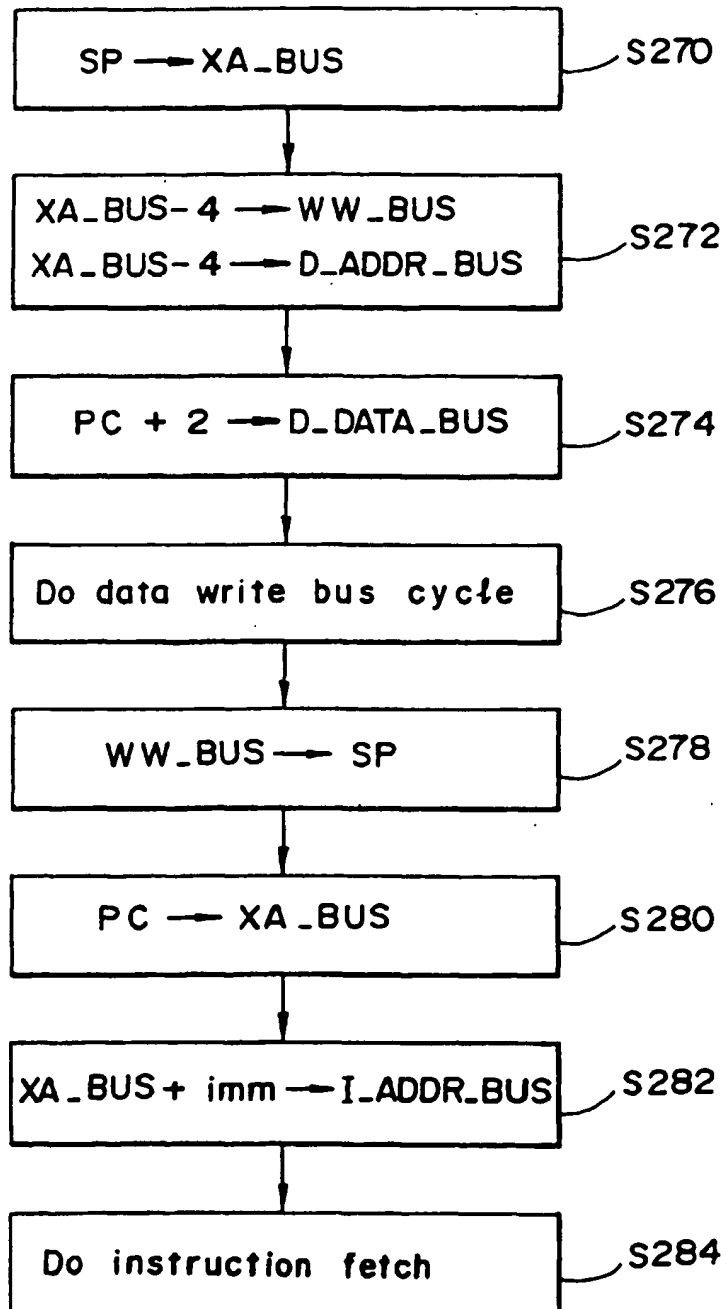 SP → XA_BUS
S270
XA_BUS-4 → WW_BUS
XA_BUS-4 → D_ADDR_BUS
S272
PC + 2 → D_DATA_BUS
S274
Do data write bus cycle
S276
WW_BUS → SP
S278
PC → XA_BUS
S280
XA_BUS + imm → I_ADDR_BUS
S282
Do instruction fetch
S284